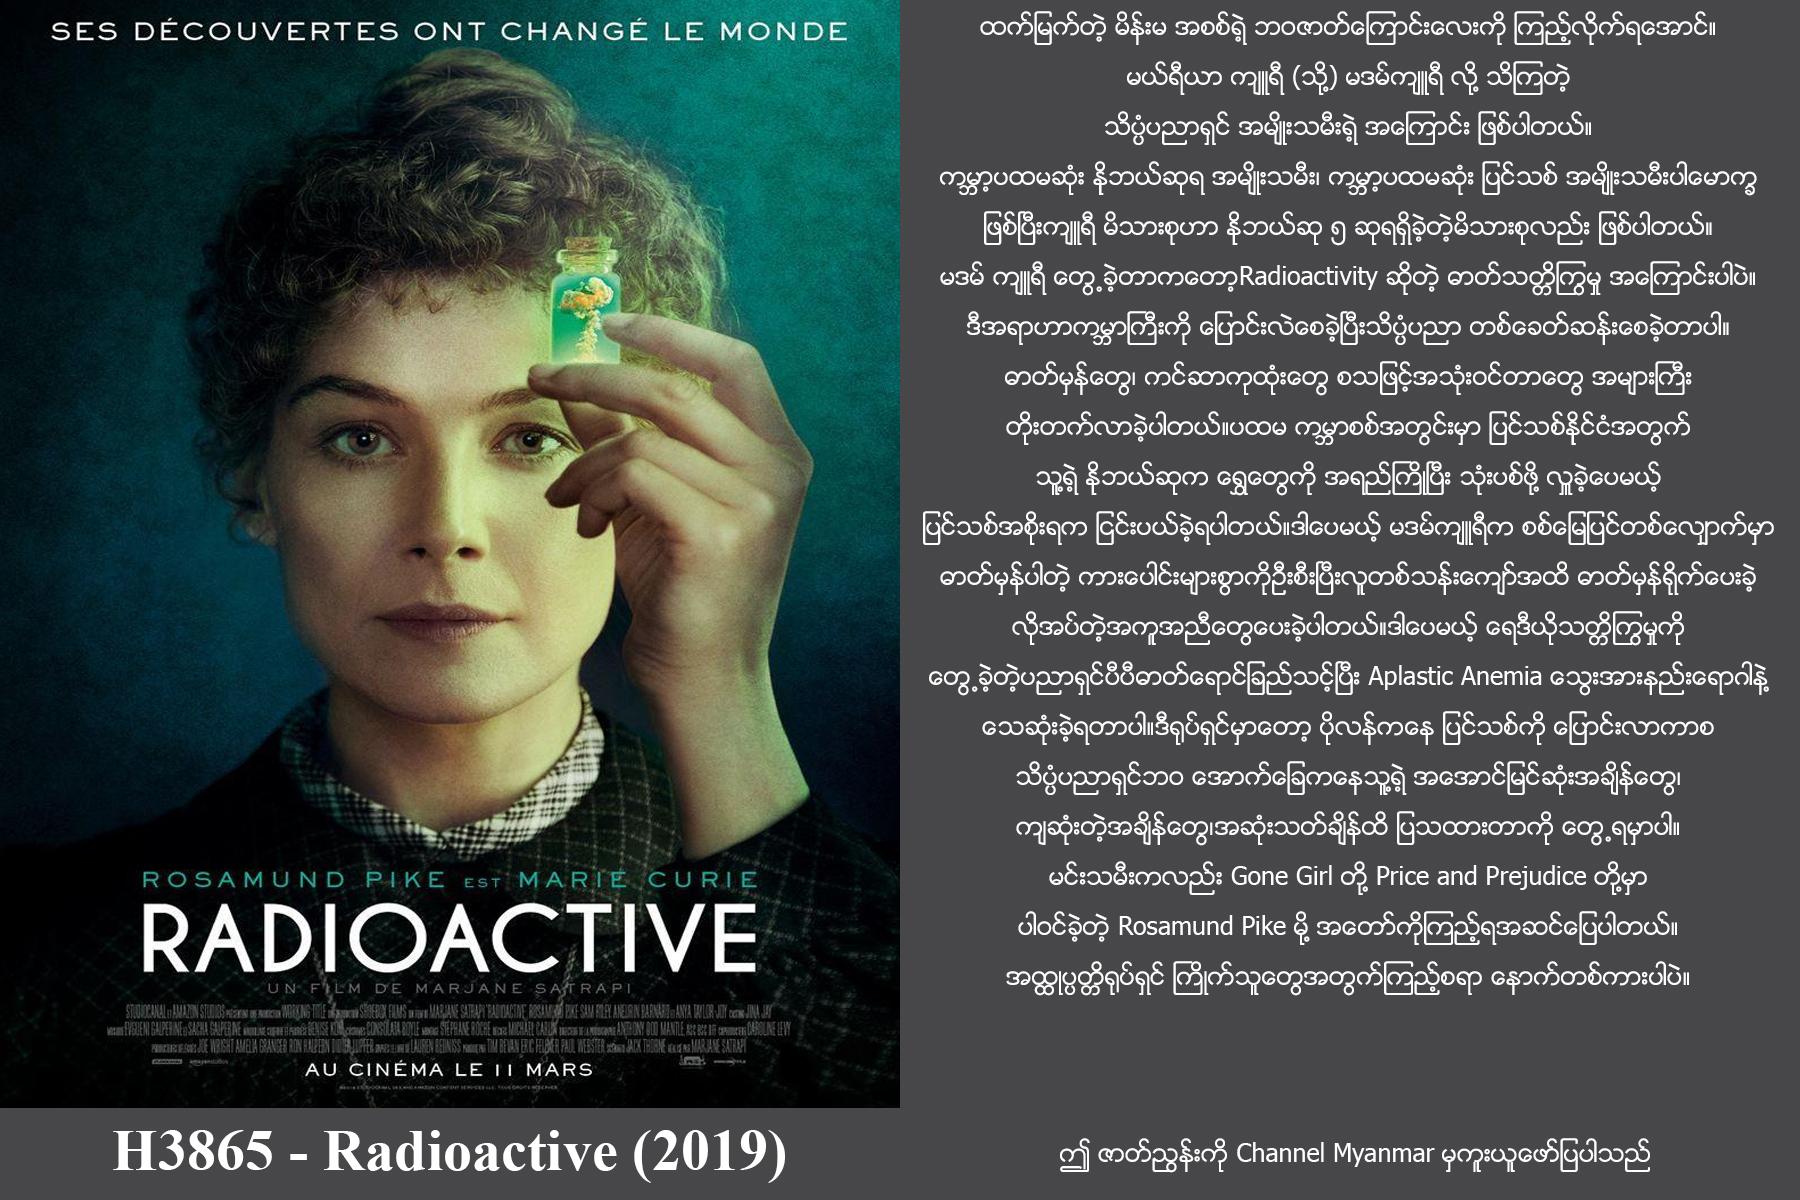 SES DÉCOUVERTES ONT CHANGÉ LE MONDE
ROSAMUND PIKE EST MARIE CURIE
RADIOACTIVE
UN FILM DE MARJANE SATRAPI
AU CINÉMA LE 11 MARS
H3865 - Radioactive (2019)
ထက်မြက်တဲ့ မိန်းမ အစစ်ရဲ့ ဘဝဇာတ်ကြောင်းလေးကို ကြည့်လိုက်ရအောင်။
မယ်ရီယာ ကျူရီ (သို့) မဒမ်ကျူရီ လို့ သိကြတဲ့
သိပ္ပံပညာရှင် အမျိုးသမီးရဲ့ အကြောင်း ဖြစ်ပါတယ်။
ကမ္ဘာ့ပထမဆုံး နိုဘယ်ဆုရ အမျိုးသမီး၊ ကမ္ဘာ့ပထမဆုံး ပြင်သစ် အမျိုးသမီးပါမောက္ခ
ဖြစ်ပြီးကျူရီ မိသားစုဟာ နိုဘယ်ဆု ၅ ဆုရရှိခဲ့တဲ့မိသားစုလည်း ဖြစ်ပါတယ်။
မဒမ် ကျူရီ တွေ့ခဲ့တာကတော့Radioactivity ဆိုတဲ့ ဓာတ်သတ္တိကြွမှု အကြောင်းပါပဲ။
ဒီအရာဟာကမ္ဘာကြီးကို ပြောင်းလဲစေခဲ့ပြီးသိပ္ပံပညာ တစ်ခေတ်ဆန်းစေခဲ့တာပါ။
ဓာတ်မှန်တွေ၊ ကင်ဆာကုထုံးတွေ စသဖြင့်အသုံးဝင်တာတွေ အများကြီး
တိုးတက်လာခဲ့ပါတယ်။ပထမ ကမ္ဘာစစ်အတွင်းမှာ ပြင်သစ်နိုင်ငံအတွက်
သူ့ရဲ့ နိုဘယ်ဆုက ရွှေတွေကို အရည်ကြိုပြီး သုံးပစ်ဖို့ လှူခဲ့ပေမယ့်
ပြင်သစ်အစိုးရက ငြင်းပယ်ခဲ့ရပါတယ်။ဒါပေမယ့် မဒမ်ကျူရီက စစ်မြေပြင်တစ်လျှောက်မှာ
ဓာတ်မှန်ပါတဲ့ ကားပေါင်းများစွာကိုဦးစီးပြီးလူတစ်သန်းကျော်အထိ ဓာတ်မှန်ရိုက်ပေးခဲ့
လိုအပ်တဲ့အကူအညီတွေပေးခဲ့ပါတယ်။ဒါပေမယ့် ရေဒီယိုသတ္တိကြွမှုကို
တွေ့ခဲ့တဲ့ပညာရှင်ပီပီဓာတ်ရောင်ခြည်သင့်ပြီး Aplastic Anemia သွေးအားနည်းရောဂါနဲ့
သေဆုံးခဲ့ရတာပါ။ဒီရုပ်ရှင်မှာတော့ ပိုလန်ကနေ ပြင်သစ်ကို ပြောင်းလာကာစ
သိပ္ပံပညာရှင်ဘဝ အောက်ခြေကနေသူ့ရဲ့ အအောင်မြင်ဆုံးအချိန်တွေ၊
ကျဆုံးတဲ့အချိန်တွေ၊အဆုံးသတ်ချိန်ထိ ပြသထားတာကို တွေ့ရမှာပါ။
မင်းသမီးကလည်း Gone Girl တို့ Price and Prejudice တို့မှာ
ပါဝင်ခဲ့တဲ့ Rosamund Pike မို့ အတော်ကိုကြည့်ရအဆင်ပြေပါတယ်။
အထ္ထုပ္ပတ္တိရုပ်ရှင် ကြိုက်သူတွေအတွက်ကြည့်စရာ နောက်တစ်ကားပါပဲ။
ဤ ဇာတ်ညွှန်းကို Channel Myanmar မှကူးယူဖော်ပြပါသည်